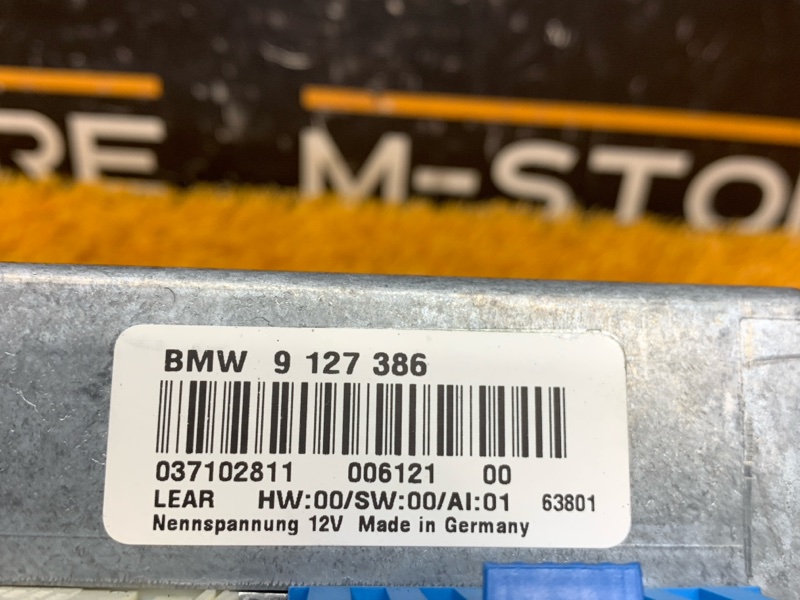 RE M-STO
BMW 9 127 386
037102811 006121 00
LEAR HW:00/SW:00/AI:01 63801
Nennspannung 12V Made in Germany